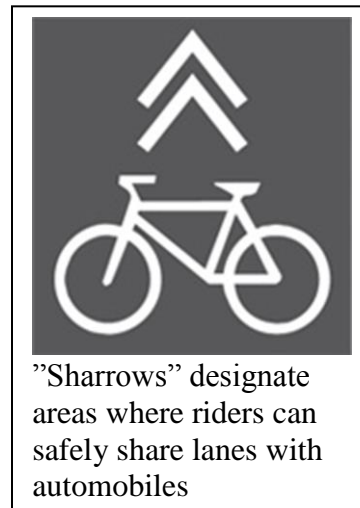 ”Sharrows” designate
areas where riders can
safely share lanes with
automobiles